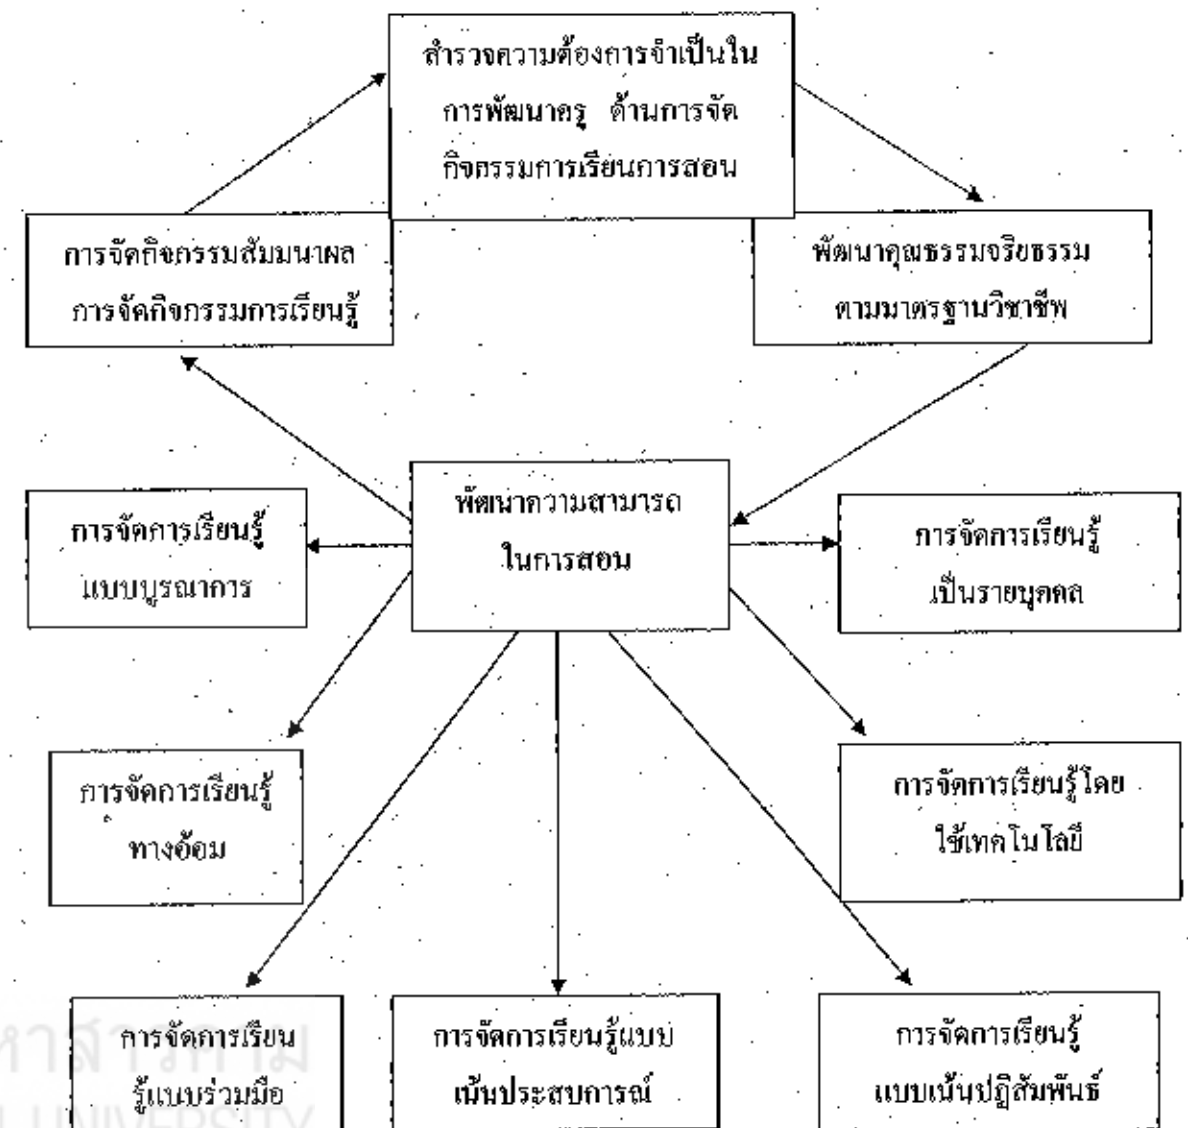 สำรวจความต้องการจำเป็นใน
การพัฒนาครู ด้านการจัด
กิจกรรมการเรียนการสอน
การจัดกิจกรรมสัมมนาผล
การจัดกิจกรรมการเรียนรู้
พัฒนาคุณธรรมจริยธรรม
ตามมาตรฐานวิชาชีพ
พัฒนาความสามารถ
ในการสอน
การจัดการเรียนรู้
แบบบูรณาการ
การจัดการเรียนรู้
เป็นรายบุคคล
การจัดการเรียนรู้
ทางอ้อม
การจัดการเรียนรู้โดย
ใช้เทคโนโลยี
การจัดการเรียน
รู้แบบร่วมมือ
การจัดการเรียนรู้แบบ
เน้นประสบการณ์
การจัดการเรียนรู้
แบบเน้นปฏิสัมพันธ์
หาสารคาม
UNIVERSITY